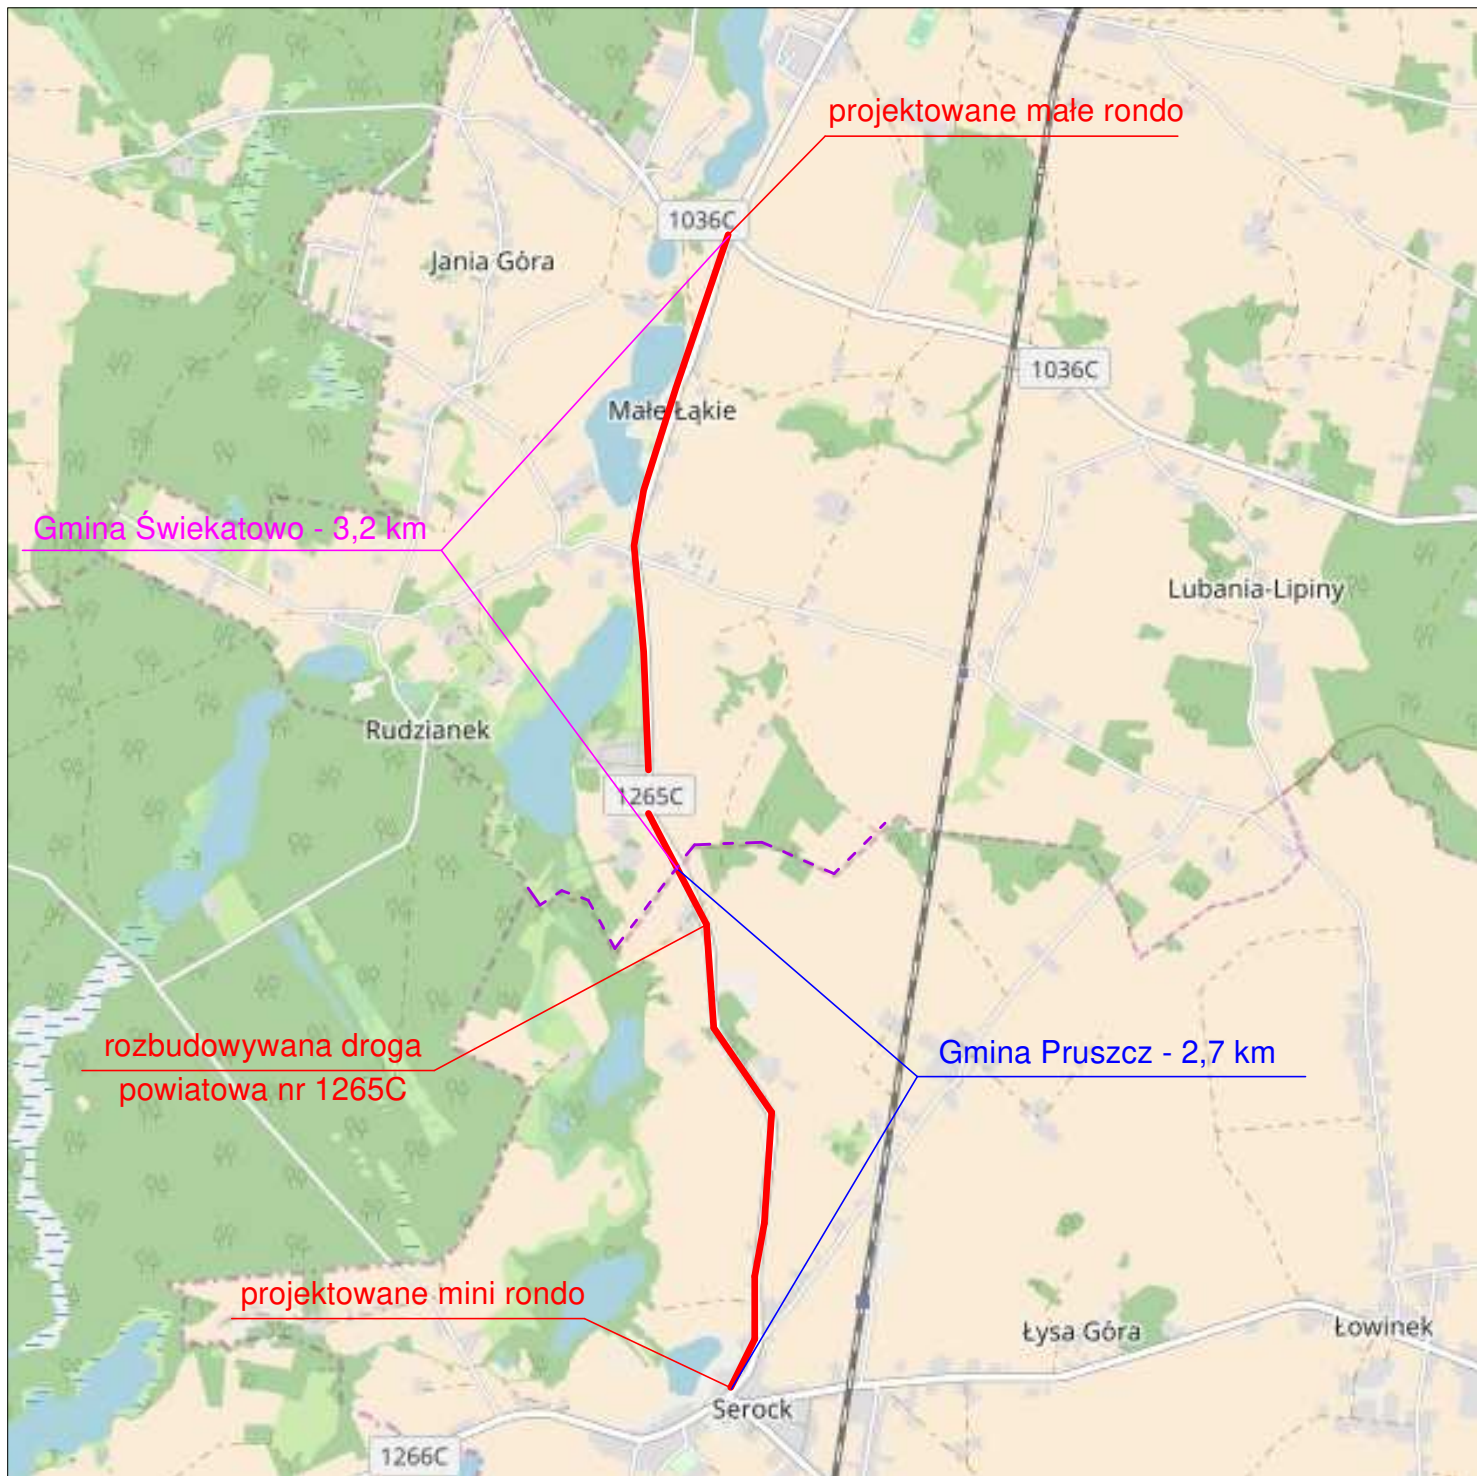 projektowane małe rondo
1036C
Jania Góra
1036C
Małe Łąkie
Gmina Świekatowo - 3,2 km
Lubania-Lipiny
Rudzianek
1265C
rozbudowywana droga
powiatowa nr 1265C
Gmina Pruszcz - 2,7 km
projektowane mini rondo
Łysa Góra
Łowinek
Serock
1266C